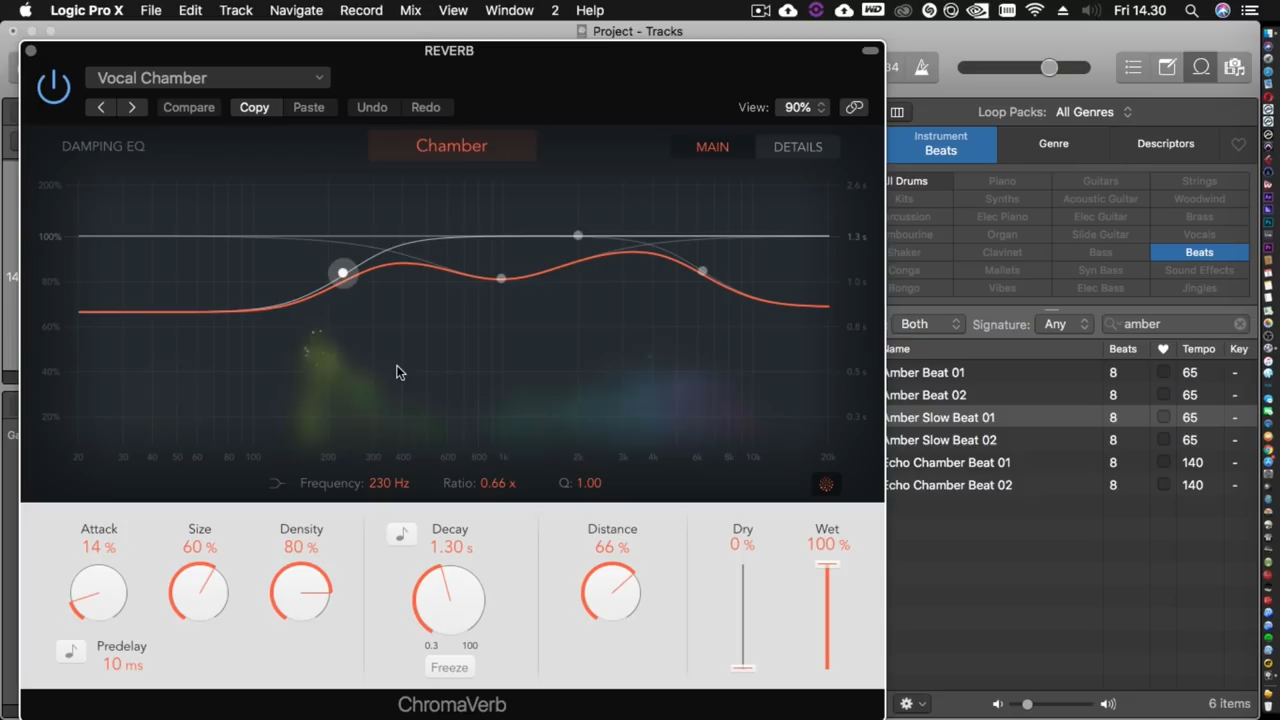 Logic Pro X File Edit Track Navigate Record Mix View Window 2 Help Fri 14.30
Project - Tracks
REVERB
Vocal Chamber
Compare Copy Paste Undo Redo View: 90%
34
Loop Packs: All Genres
Instrument
Beats Genre Descriptors
DAMPING EQ Chamber MAIN DETAILS
ll Drums Piano Guitars Strings
Kits Synths Acoustic Guitar Woodwind
rcussion Elec Piano Elec Guitar Brass
mbourine Organ Slide Guitar Vocals
Shaker Clavinet Bass Beats
Conga Mallets Syn Bass Sound Effects
Bongo Vibes Elec Bass Jingles
200% 2.6 s
100% 1.3 s
80% 1.0 s
60% 0.8 s
40% 0.5 s
20% 0.3 s
20 30 40 50 60 80 100 200 300 400 600 800 1k 2k 3k 4k 6k 8k 10k 20k
Frequency: 230 Hz Ratio: 0.66 x Q: 1.00
14
Ga
Both Signature: Any amber
Name Beats Tempo Key
Amber Beat 01 8 65 -
Amber Beat 02 8 65 -
Amber Slow Beat 01 8 65 -
Amber Slow Beat 02 8 65 -
Echo Chamber Beat 01 8 140 -
Echo Chamber Beat 02 8 140 -
Attack Size Density Decay Distance Dry Wet
14 % 60 % 80 % 1.30 s 66 % 0 % 100 %
0.3 100
Predelay
10 ms
Freeze
ChromaVerb
6 items